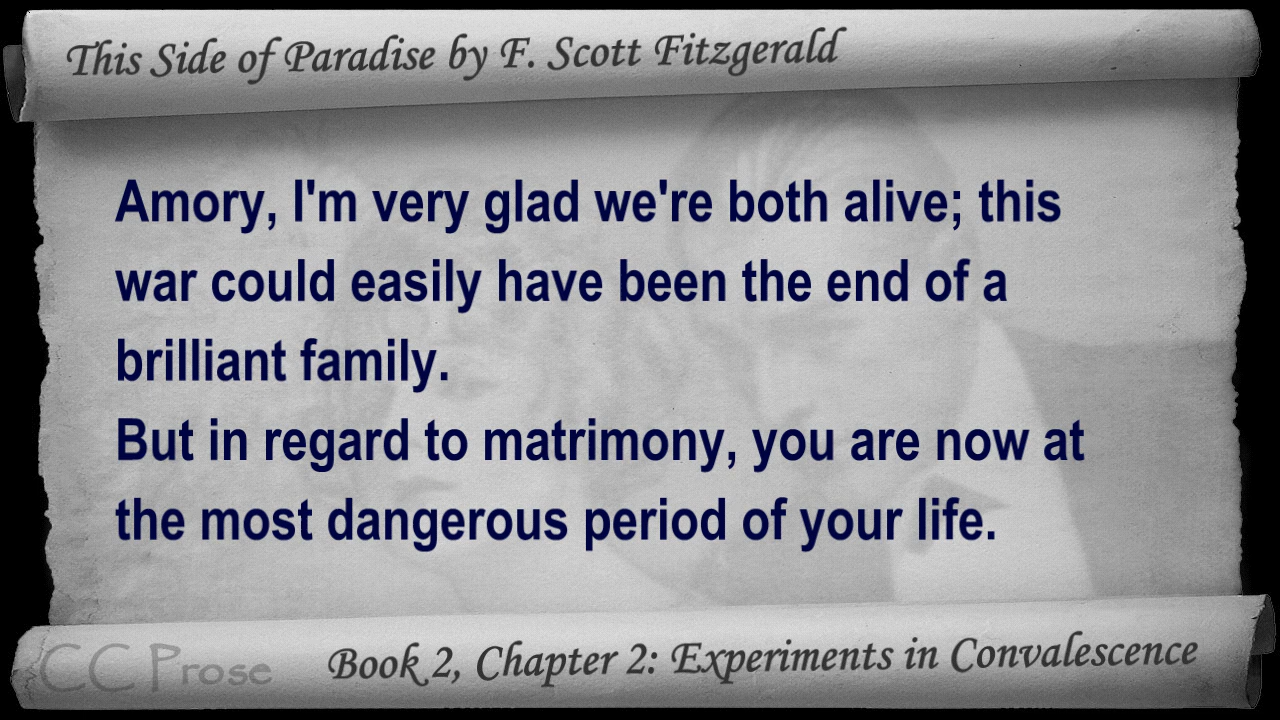 This Side of Paradise by F. Scott Fitzgerald
Amory, I'm very glad we're both alive; this
war could easily have been the end of a
brilliant family.
But in regard to matrimony, you are now at
the most dangerous period of your life.
CC Prose
Book 2, Chapter 2: Experiments in Convalescence